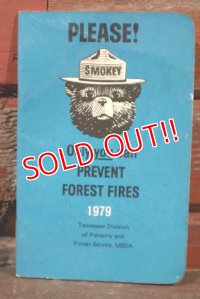 PLEASE!
SMOKEY
SOLD OUT!!
PREVENT
FOREST FIRES
1979
Tennessee Division
of Forestry and
Forest Service, USDA